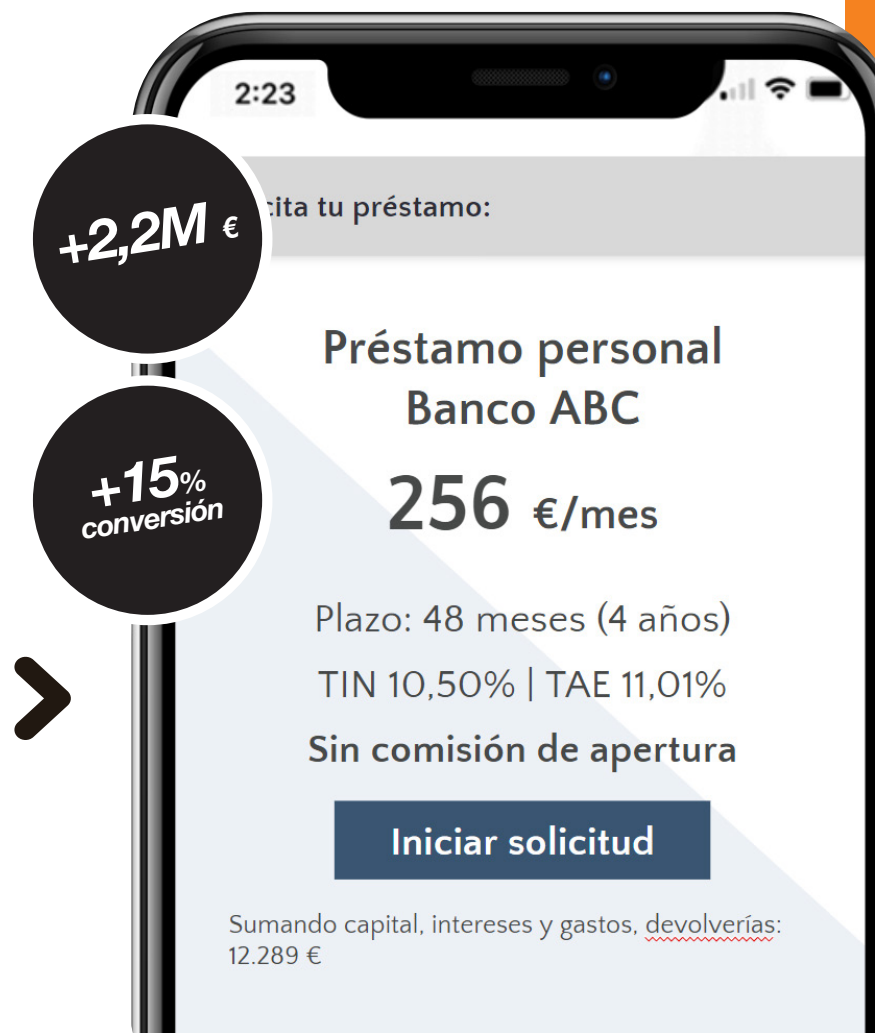 2:23
+2,2M €
cita tu préstamo:
Préstamo personal
Banco ABC
256 €/mes
+15%
conversión
Plazo: 48 meses (4 años)
TIN 10,50% | TAE 11,01%
Sin comisión de apertura
Iniciar solicitud
Sumando capital, intereses y gastos, devolverías:
12.289 €